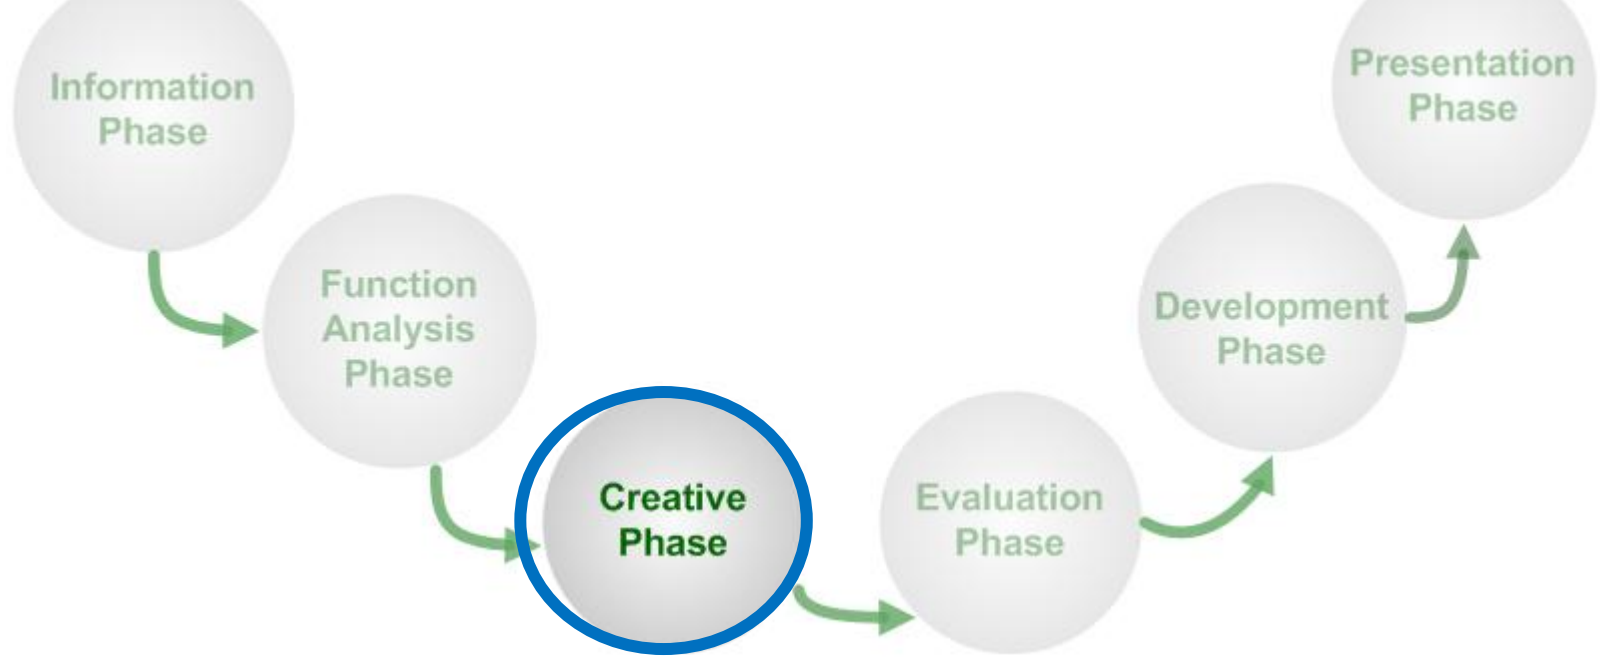 Information
Phase
Function
Analysis
Phase
Creative
Phase
Evaluation
Phase
Development
Phase
Presentation
Phase